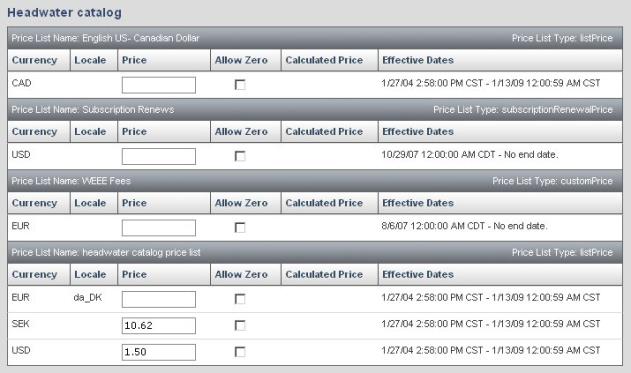 Headwater catalog
Price List Name: English US- Canadian Dollar Price List Type: listPrice
Currency Locale Price Allow Zero Calculated Price Effective Dates
CAD 1/27/04 2:58:00 PM CST - 1/13/09 12:00:59 AM CST
Price List Name: Subscription Renews Price List Type: subscriptionRenewalPrice
Currency Locale Price Allow Zero Calculated Price Effective Dates
USD 10/29/07 12:00:00 AM CDT - No end date.
Price List Name: WEEE Fees Price List Type: customPrice
Currency Locale Price Allow Zero Calculated Price Effective Dates
EUR 8/6/07 12:00:00 AM CDT - No end date.
Price List Name: headwater catalog price list Price List Type: listPrice
Currency Locale Price Allow Zero Calculated Price Effective Dates
EUR da_DK 1/27/04 2:58:00 PM CST - 1/13/09 12:00:59 AM CST
SEK 10.62 1/27/04 2:58:00 PM CST - 1/13/09 12:00:59 AM CST
USD 1.50 1/27/04 2:58:00 PM CST - 1/13/09 12:00:59 AM CST